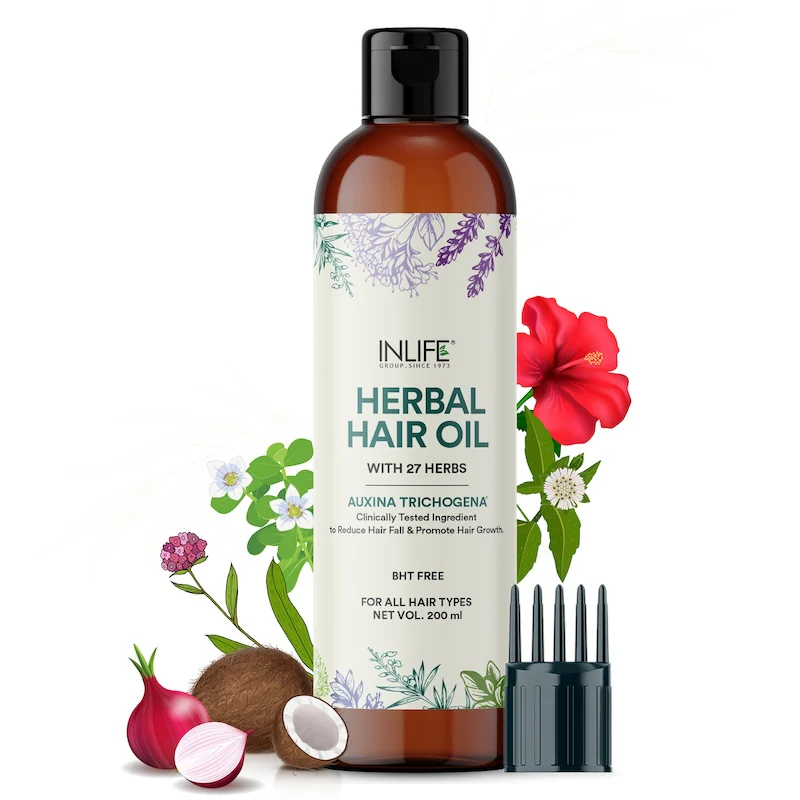 INLIFE®
GROUP, SINCE 1973
HERBAL
HAIR OIL
WITH 27 HERBS
AUXINA TRICHOGENA®
Clinically Tested Ingredient
to Reduce Hair Fall & Promote Hair Growth.
BHT FREE
FOR ALL HAIR TYPES
NET VOL. 200 ml